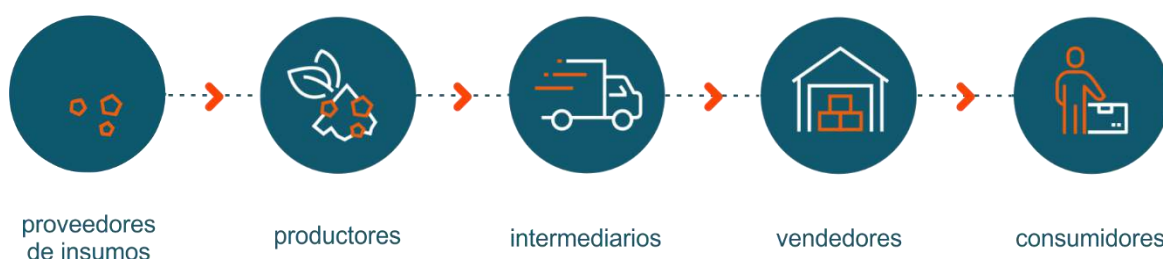 proveedores
de insumos
productores
intermediarios
vendedores
consumidores